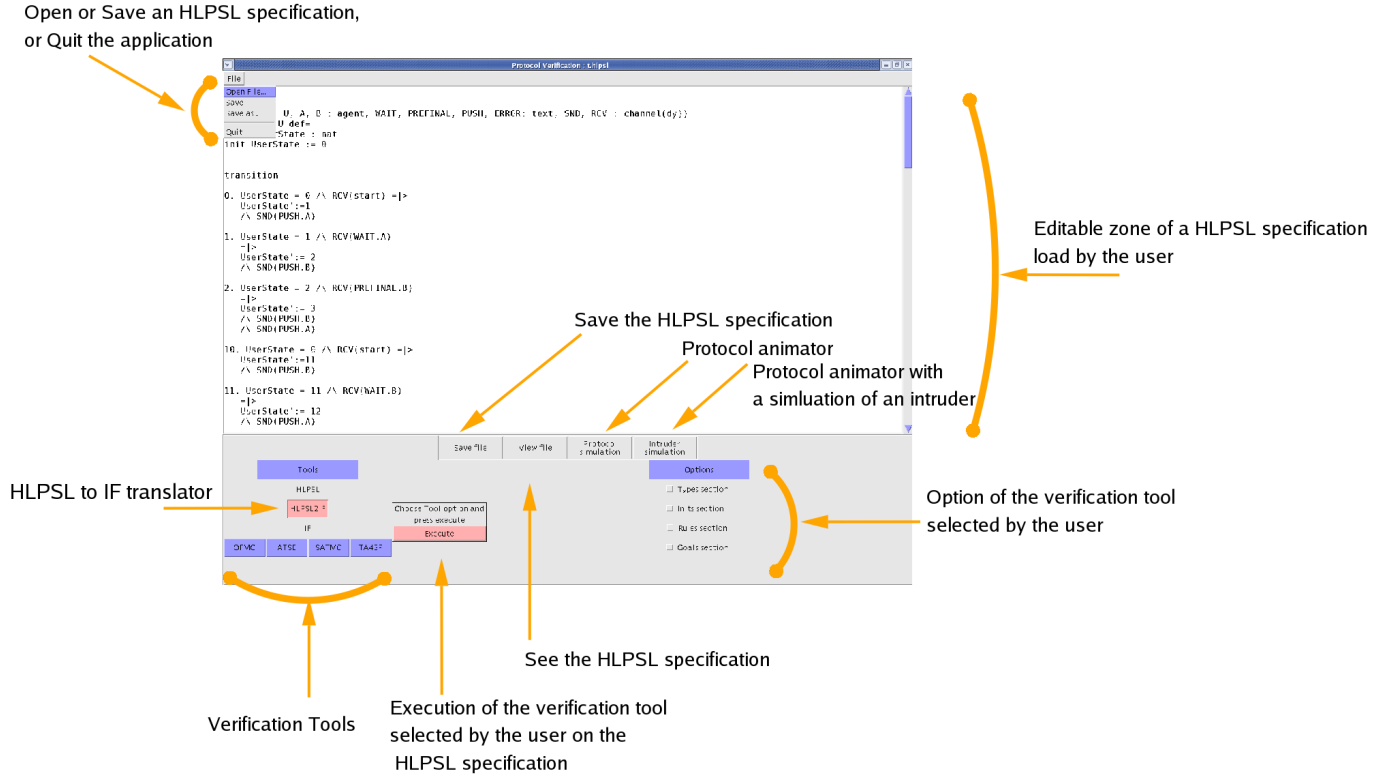 Open or Save an HLPSL specification,
or Quit the application
Protocol Verification : t.hlpsl
File
Open File...
Save
Save as..
Quit
U, A, B : agent, WAIT, PREFINAL, PUSH, ERROR: text, SND, RCV : channel(dy))
U def=
State : nat
init UserState := 0
transition
0. UserState = 0 /\ RCV(start) =|>
UserState':=1
/\ SND(PUSH.A)
1. UserState = 1 /\ RCV(WAIT.A)
=|>
UserState':= 2
/\ SND(PUSH.B)
2. UserState = 2 /\ RCV(PREFINAL.B)
=|>
UserState':= 3
/\ SND(PUSH.B)
/\ SND(PUSH.A)
10. UserState = 0 /\ RCV(start) =|>
UserState':=11
/\ SND(PUSH.B)
11. UserState = 11 /\ RCV(WAIT.B)
=|>
UserState':= 12
/\ SND(PUSH.A)
Editable zone of a HLPSL specification
load by the user
Save the HLPSL specification
Protocol animator
Protocol animator with
a simluation of an intruder
Save file
View file
Protocol
simulation
Intruder
simulation
Tools
HLPSL
HLPSL2IF
IF
OFMC
ATSE
SATMC
TA4SP
Choose Tool option and
press execute
Execute
Options
Types section
Inits section
Rules section
Goals section
HLPSL to IF translator
Option of the verification tool
selected by the user
See the HLPSL specification
Verification Tools
Execution of the verification tool
selected by the user on the
HLPSL specification